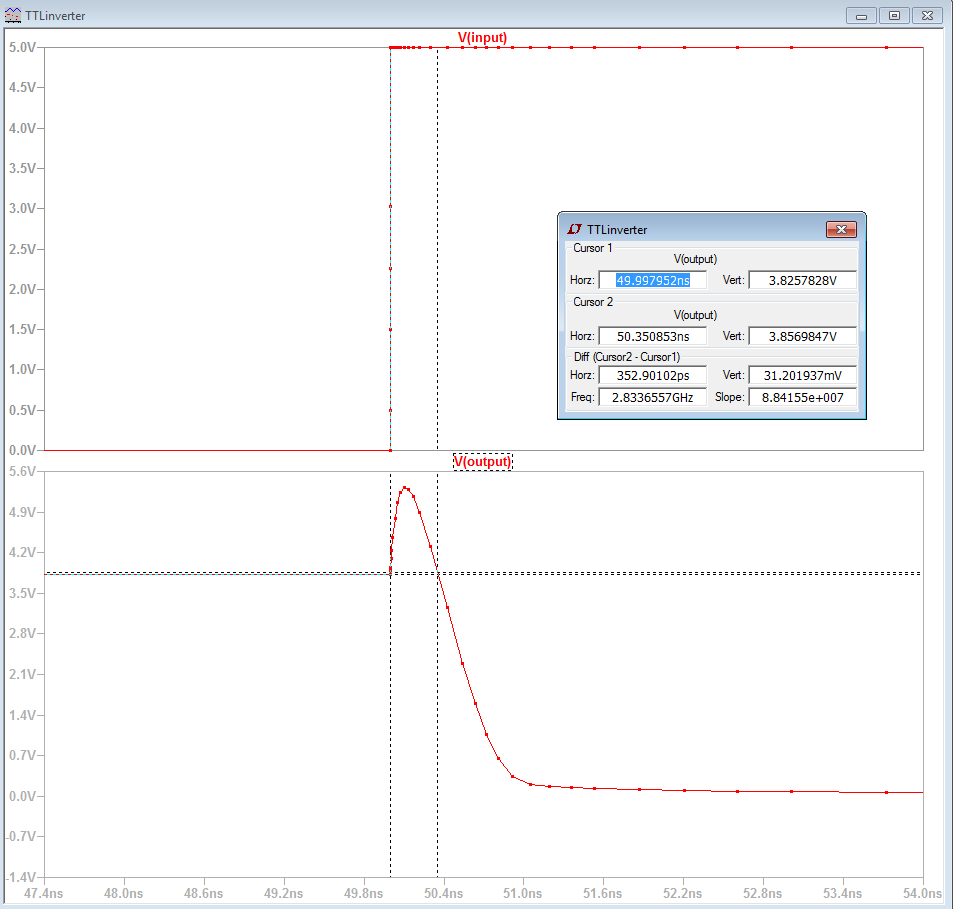 TTLinverter
V(input)
5.0V
4.5V
4.0V
3.5V
3.0V
2.5V
2.0V
1.5V
1.0V
0.5V
0.0V
TTLinverter
Cursor 1
V(output)
Horz: 49.997952ns Vert: 3.8257828V
Cursor 2
V(output)
Horz: 50.350853ns Vert: 3.8569847V
Diff (Cursor2 - Cursor1)
Horz: 352.90102ps Vert: 31.201937mV
Freq: 2.8336557GHz Slope: 8.84155e+007
V(output)
5.6V
4.9V
4.2V
3.5V
2.8V
2.1V
1.4V
0.7V
0.0V
-0.7V
-1.4V
47.4ns 48.0ns 48.6ns 49.2ns 49.8ns 50.4ns 51.0ns 51.6ns 52.2ns 52.8ns 53.4ns 54.0ns